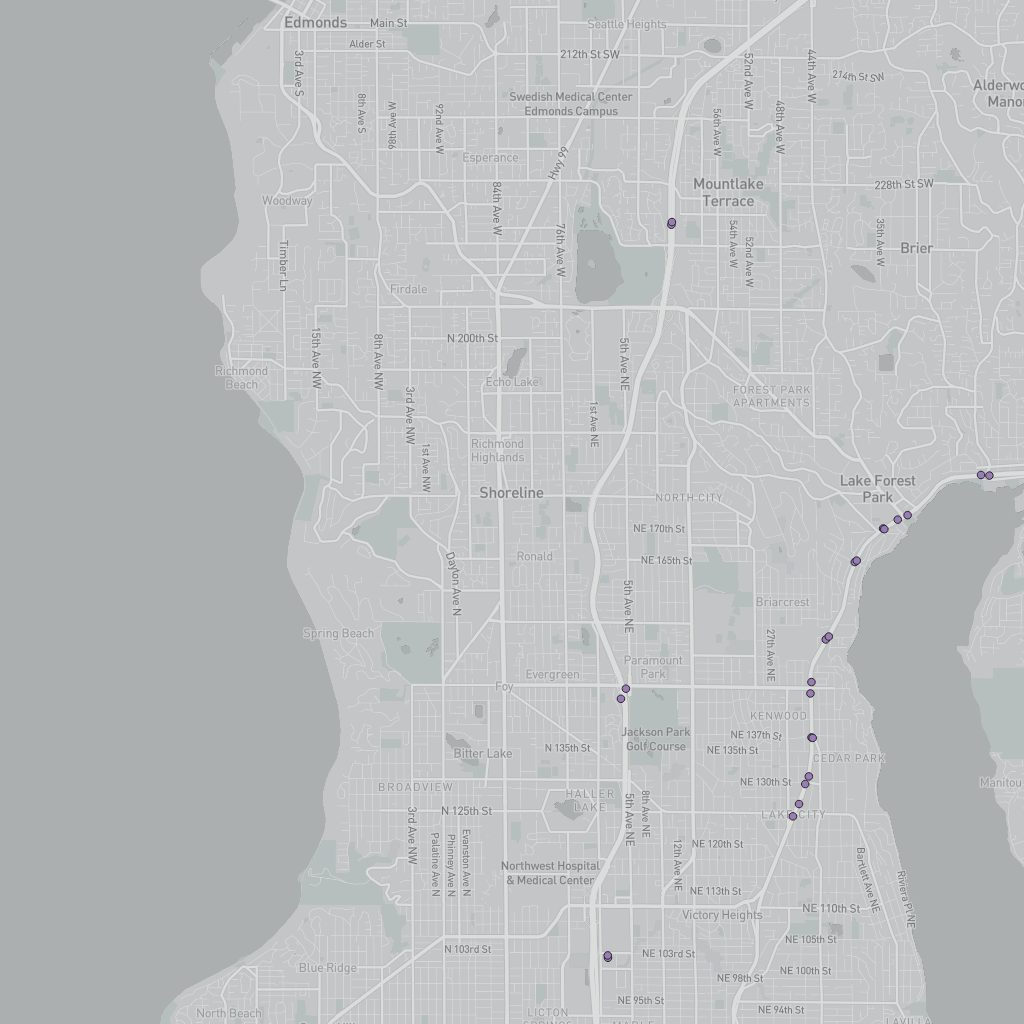 Edmonds
Main St
Seattle Heights
Alder St
212th St SW
3rd Ave S
52nd Ave W
44th Ave W
214th St SW
Swedish Medical Center
Edmonds Campus
8th Ave S
98th Ave W
92nd Ave W
56th Ave W
48th Ave W
Hwy 99
Esperance
Mountlake
Terrace
228th St SW
Woodway
84th Ave W
76th Ave W
54th Ave W
52nd Ave W
35th Ave W
Brier
Timber Ln
Firdale
15th Ave NW
8th Ave NW
N 200th St
5th Ave NE
Richmond
Beach
Echo Lake
FOREST PARK
APARTMENTS
3rd Ave NW
1st Ave NE
1st Ave NW
Richmond
Highlands
Shoreline
NORTH CITY
Lake Forest
Park
NE 170th St
Ronald
NE 165th St
Dayton Ave N
5th Ave NE
Briarcrest
Spring Beach
27th Ave NE
Paramount
Park
Evergreen
Foy
KENWOOD
Jackson Park
Golf Course
NE 137th St
NE 135th St
N 135th St
Bitter Lake
CEDAR PARK
NE 130th St
BROADVIEW
HALLER
LAKE
N 125th St
5th Ave NE
8th Ave NE
LAKE CITY
3rd Ave NW
Palatine Ave N
Phinney Ave N
Evanston Ave N
NE 120th St
12th Ave NE
Northwest Hospital
& Medical Center
Bartlett Ave NE
Riviera Pl NE
NE 113th St
Victory Heights
NE 110th St
N 103rd St
NE 103rd St
NE 105th St
Blue Ridge
NE 98th St
NE 100th St
NE 95th St
NE 94th St
North Beach
LICTON
Manitou